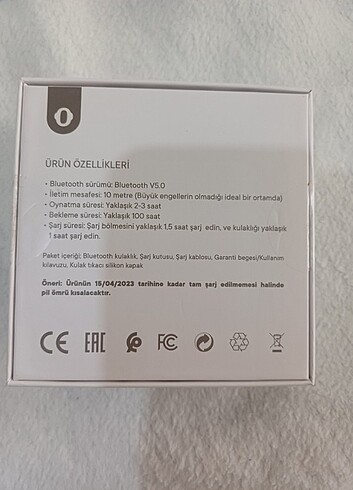 O
ÜRÜN ÖZELLİKLERİ
• Bluetooth sürümü: Bluetooth V5.0
• İletim mesafesi: 10 metre (Büyük engellerin olmadığı ideal bir ortamda)
• Oynatma süresi: Yaklaşık 2-3 saat
• Bekleme süresi: Yaklaşık 100 saat
• Şarj süresi: Şarj bölmesini yaklaşık 1,5 saat şarj edin, ve kulaklığı yaklaşık
1 saat şarj edin.
Paket içeriği: Bluetooth kulaklık, Şarj kutusu, Şarj kablosu, Garanti begesi/Kullanım
kılavuzu, Kulak tıkacı silikon kapak
Öneri: Ürünün 15/04/2023 tarihine kadar tam şarj edilmemesi halinde
pil ömrü kısalacaktır.
CE EAC FC